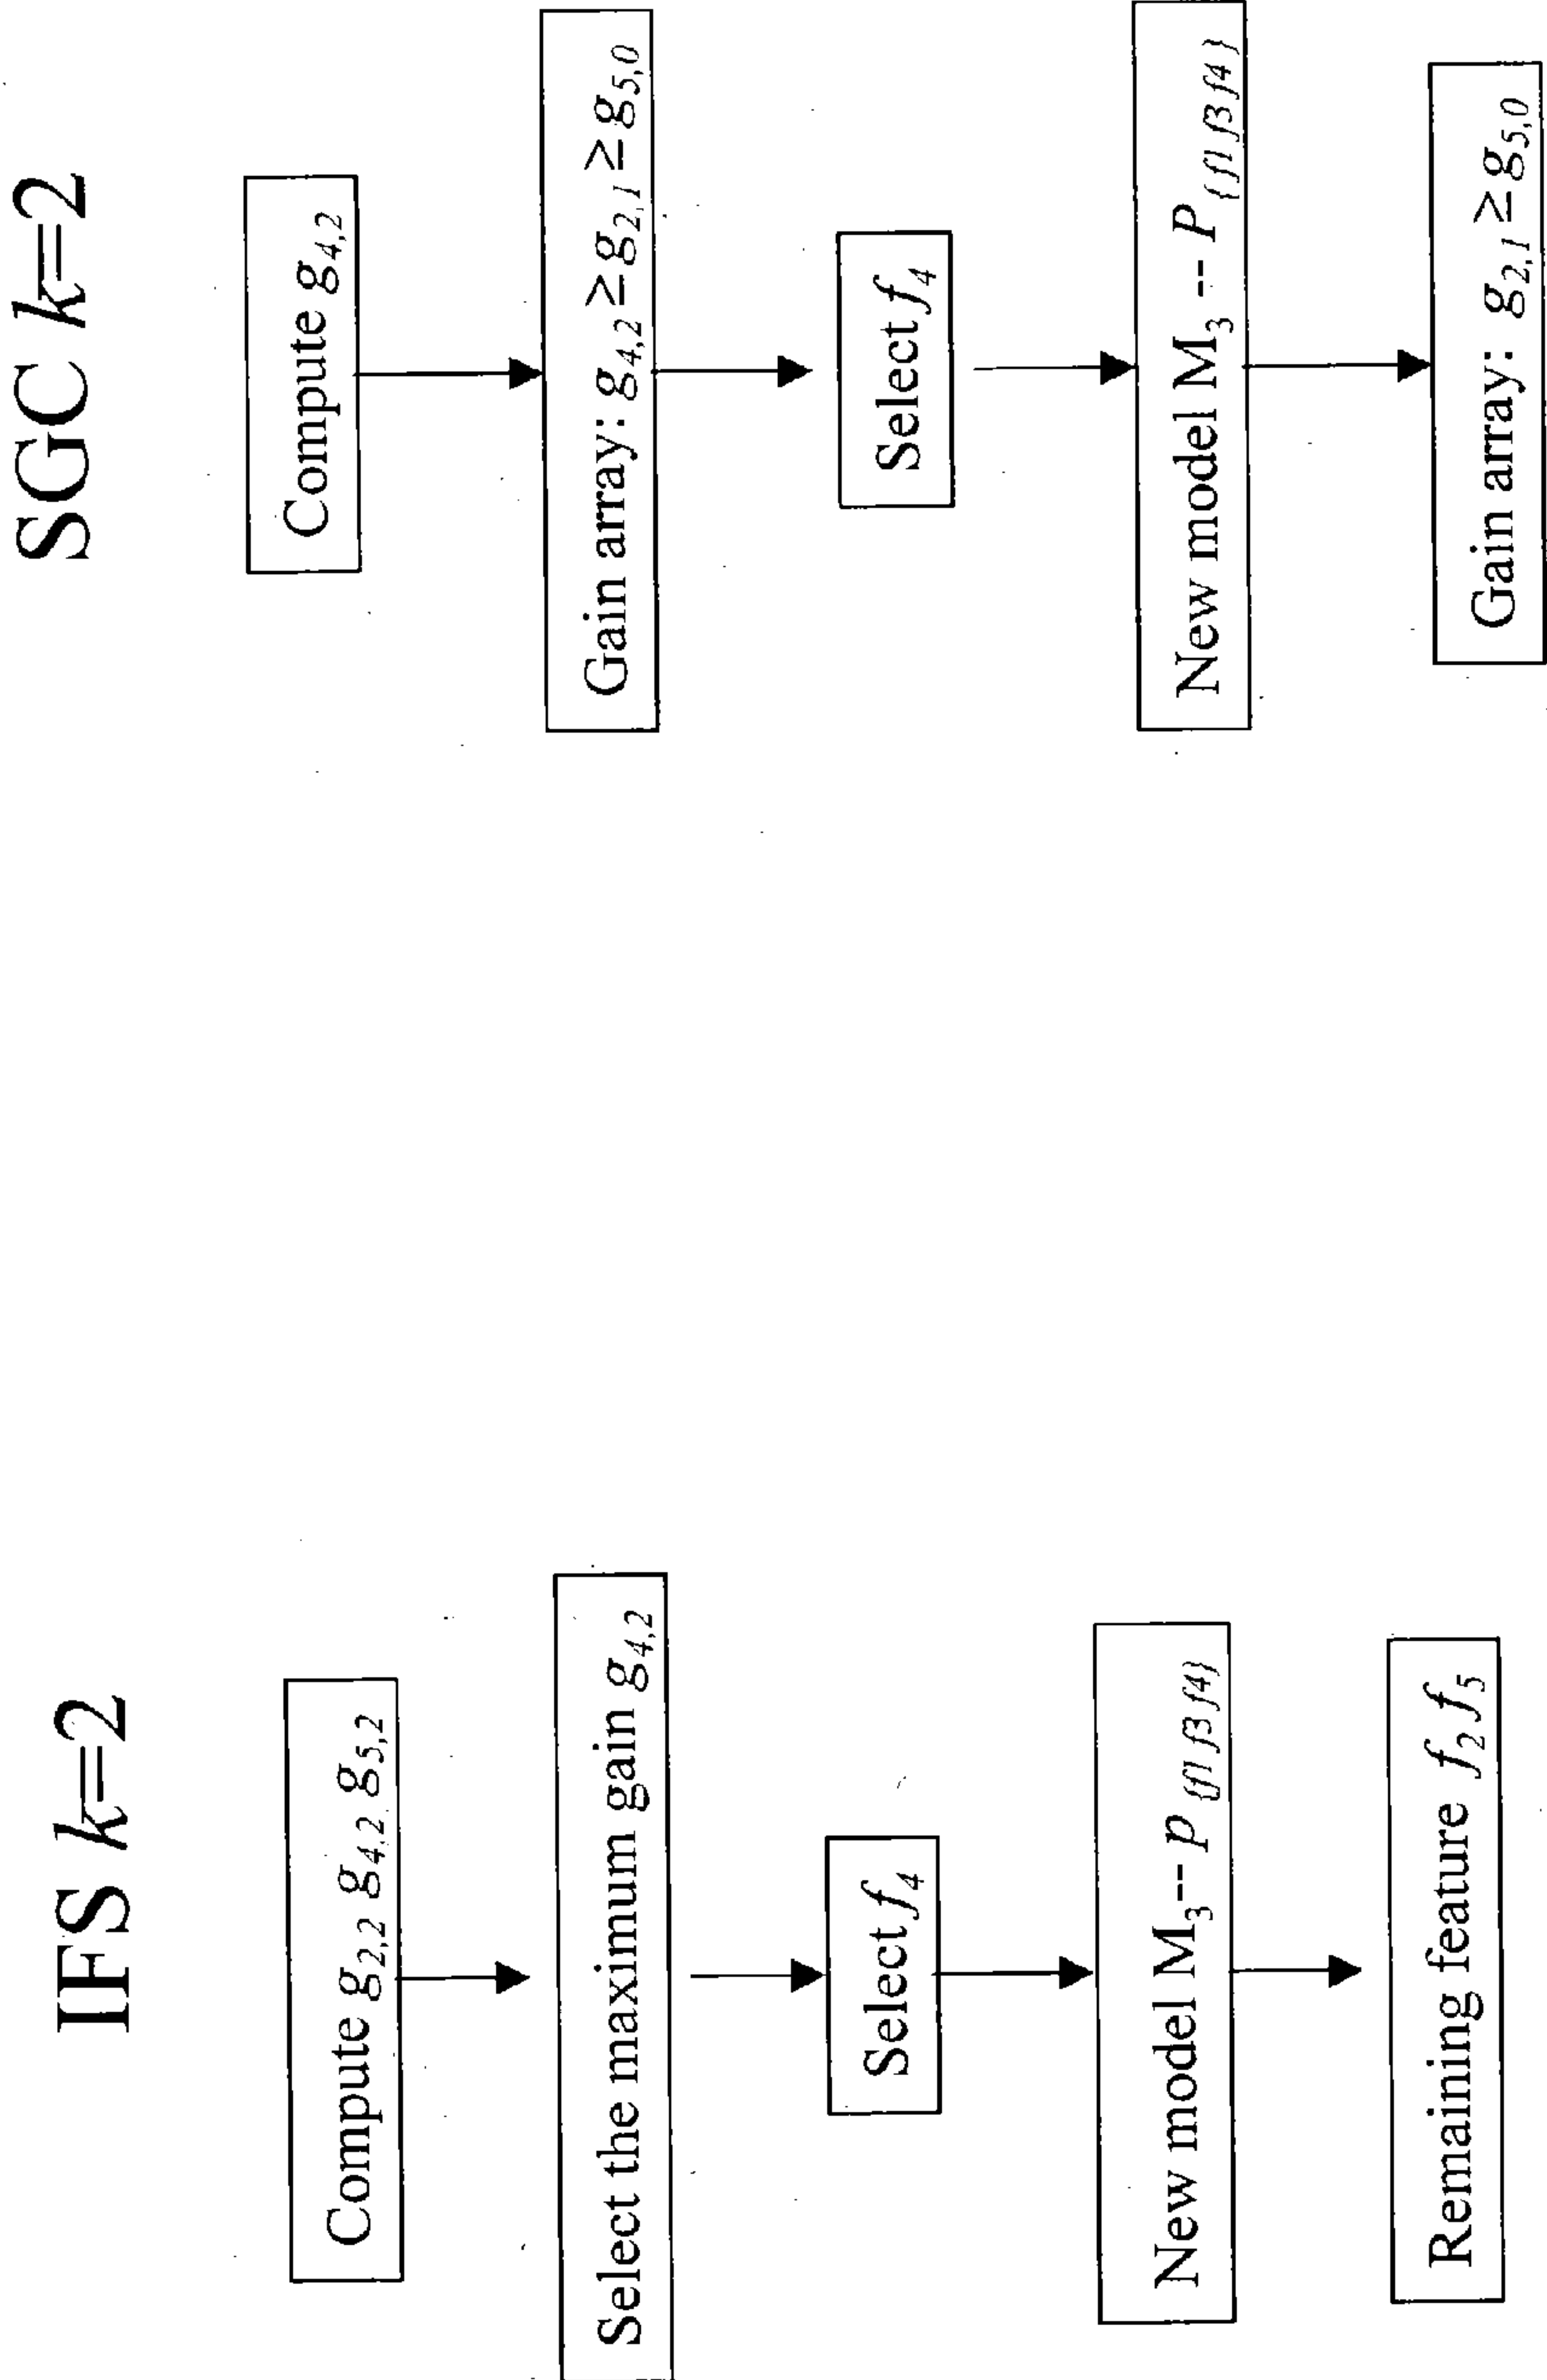 IFS k=2
Compute g2,2 g4,2 g5,2
Select the maximum gain g4,2
Select f4
New model M3-- P {f1 f3 f4}
Remaining feature f2 f5
SGC k=2
Compute g4,2
Gain array: g4,2 ≥ g2,1 ≥ g5,0
Select f4
New model M3 -- P {f1 f3 f4}
Gain array: g2,1 ≥ g5,0